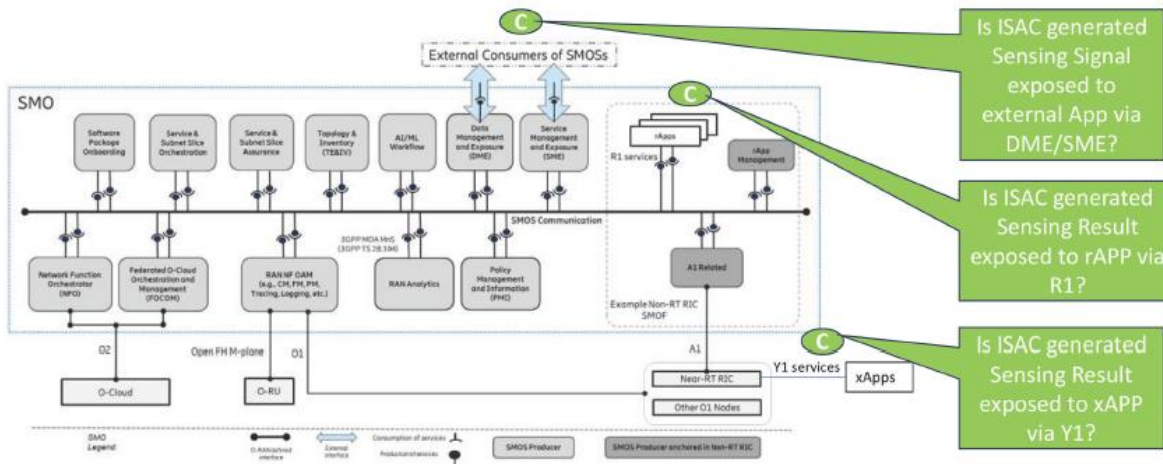 C
External Consumers of SMOSs
Is ISAC generated
Sensing Signal
exposed to
external App via
DME/SME?
SMO
Software
Package
Onboarding
Service &
Subnet Slice
Orchestration
Service &
Subnet Slice
Assurance
Topology &
Inventory
(TE&IV)
AI/ML
Workflow
Data
Management
and Exposure
(DME)
Service
Management
and Exposure
(SME)
C
rApps
R1 services
rApp
Management
Is ISAC generated
Sensing Result
exposed to rAPP via
R1?
SMOS Communication
3GPP MDA MnS
(3GPP TS 28.104)
Network Function
Orchestrator
(NFO)
Federated O-Cloud
Orchestration and
Management
(FOCOM)
RAN NF OAM
(e.g., CM, FM, PM,
Tracing, Logging, etc.)
RAN Analytics
Policy
Management
and Information
(PMI)
A1 Related
Example Non-RT RIC
SMOF
C
Is ISAC generated
Sensing Result
exposed to xAPP
via Y1?
O2
Open FH M-plane
O1
A1
Y1 services
O-Cloud
O-RU
Near-RT RIC
Other O1 Nodes
xApps
SMO
Legend
O-RAN defined
interface
External
interface
Consumption of services
Production of services
SMOS Producer
SMOS Producer anchored in Non-RT RIC